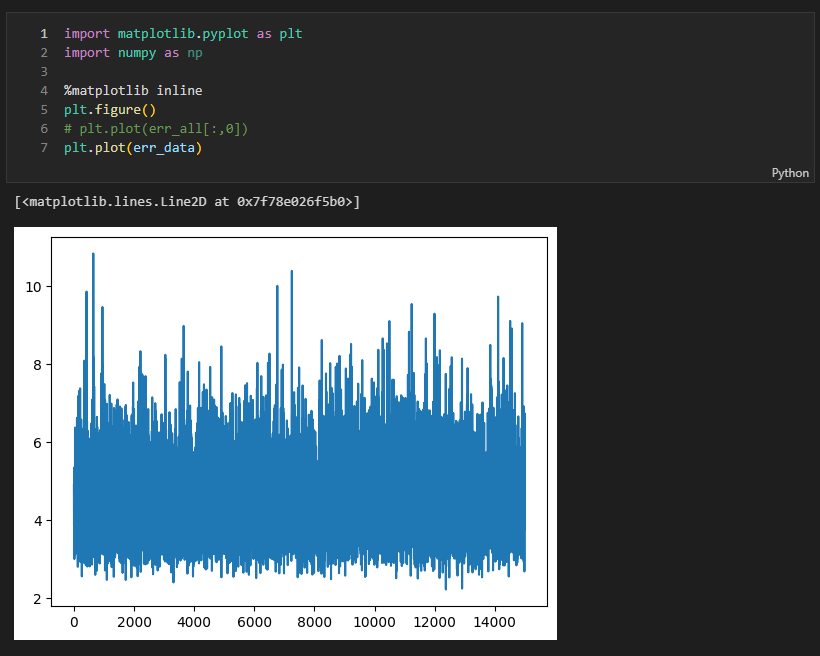 1 import matplotlib.pyplot as plt
2 import numpy as np
3
4 %matplotlib inline
5 plt.figure()
6 # plt.plot(err_all[:,0])
7 plt.plot(err_data)
Python
[<matplotlib.lines.Line2D at 0x7f78e026f5b0>]
10
8
6
4
2
0 2000 4000 6000 8000 10000 12000 14000